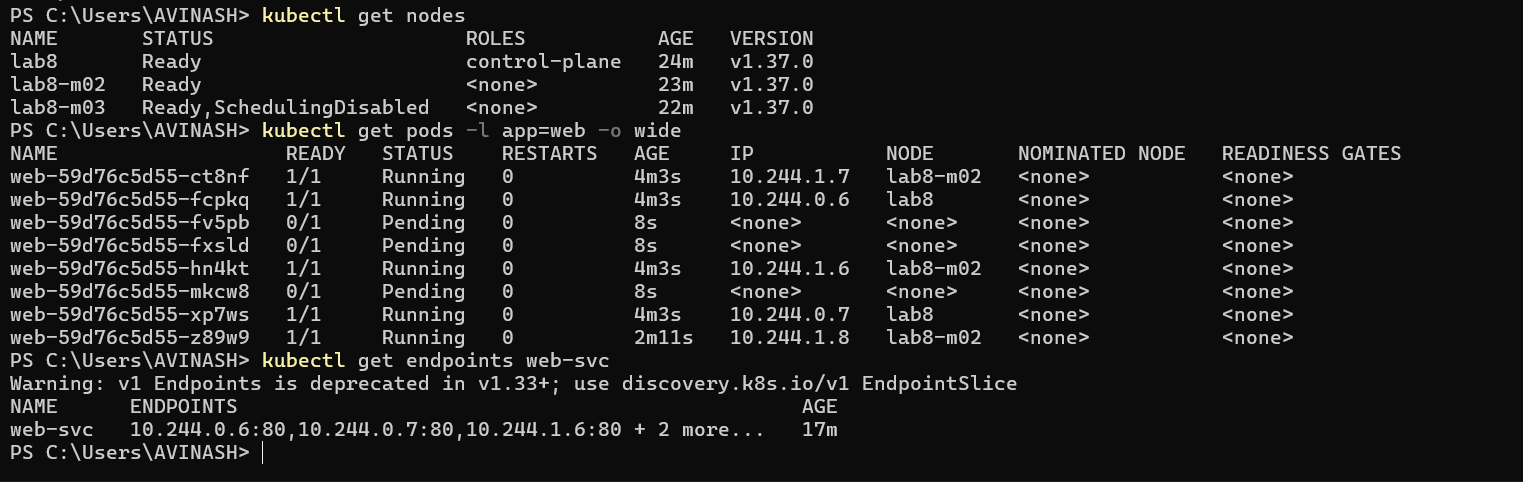 PS C:\Users\AVINASH> kubectl get nodes
NAME       STATUS                     ROLES           AGE   VERSION
lab8       Ready                      control-plane   24m   v1.37.0
lab8-m02   Ready                      <none>          23m   v1.37.0
lab8-m03   Ready,SchedulingDisabled   <none>          22m   v1.37.0
PS C:\Users\AVINASH> kubectl get pods -l app=web -o wide
NAME                   READY   STATUS    RESTARTS   AGE     IP           NODE       NOMINATED NODE   READINESS GATES
web-59d76c5d55-ct8nf   1/1     Running   0          4m3s    10.244.1.7   lab8-m02   <none>           <none>
web-59d76c5d55-fcpkq   1/1     Running   0          4m3s    10.244.0.6   lab8       <none>           <none>
web-59d76c5d55-fv5pb   0/1     Pending   0          8s      <none>       <none>     <none>           <none>
web-59d76c5d55-fxsld   0/1     Pending   0          8s      <none>       <none>     <none>           <none>
web-59d76c5d55-hn4kt   1/1     Running   0          4m3s    10.244.1.6   lab8-m02   <none>           <none>
web-59d76c5d55-mkcw8   0/1     Pending   0          8s      <none>       <none>     <none>           <none>
web-59d76c5d55-xp7ws   1/1     Running   0          4m3s    10.244.0.7   lab8       <none>           <none>
web-59d76c5d55-z89w9   1/1     Running   0          2m11s   10.244.1.8   lab8-m02   <none>           <none>
PS C:\Users\AVINASH> kubectl get endpoints web-svc
Warning: v1 Endpoints is deprecated in v1.33+; use discovery.k8s.io/v1 EndpointSlice
NAME      ENDPOINTS                                               AGE
web-svc   10.244.0.6:80,10.244.0.7:80,10.244.1.6:80 + 2 more...   17m
PS C:\Users\AVINASH>